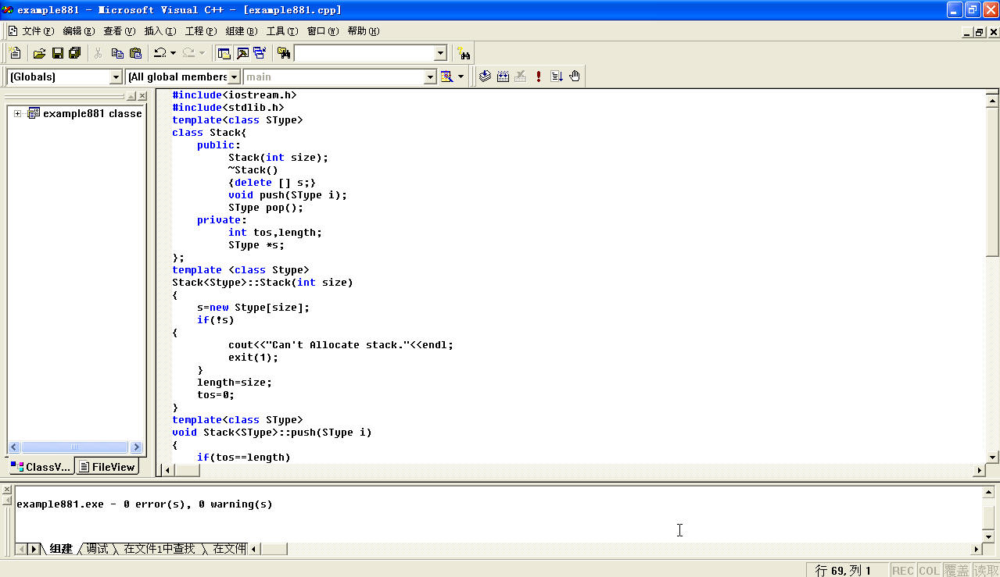 example881 - Microsoft Visual C++ - [example881.cpp]
文件(F) 编辑(E) 查看(V) 插入(I) 工程(P) 组建(B) 工具(T) 窗口(W) 帮助(H)
(Globals) (All global members main
example881 classe
#include<iostream.h>
#include<stdlib.h>
template<class SType>
class Stack{
public:
Stack(int size);
~Stack()
{delete [] s;}
void push(SType i);
SType pop();
private:
int tos,length;
SType *s;
};
template <class Stype>
Stack<Stype>::Stack(int size)
{
s=new Stype[size];
if(!s)
{
cout<<"Can't Allocate stack."<<endl;
exit(1);
}
length=size;
tos=0;
}
template<class SType>
void Stack<SType>::push(SType i)
{
if(tos==length)
ClassV... FileView
example881.exe - 0 error(s), 0 warning(s)
组建 调试 在文件1中查找 在文件
行 69, 列 1 REC COL 覆盖 读取